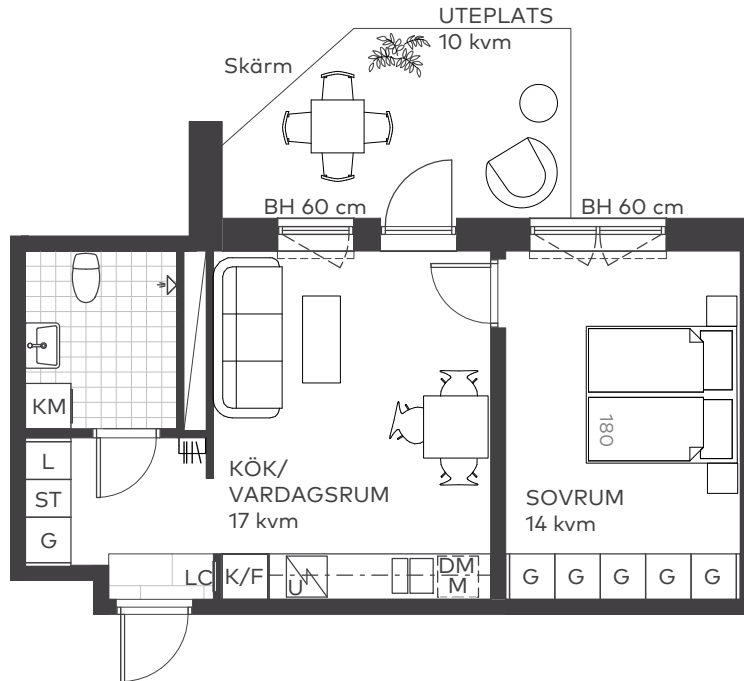 UTEPLATS
10 kvm
Skärm
BH 60 cm
BH 60 cm
KM
L
ST
G
KÖK/
VARDAGSRUM
17 kvm
180
SOVRUM
14 kvm
LC
K/F
U
DM
M
G
G
G
G
G